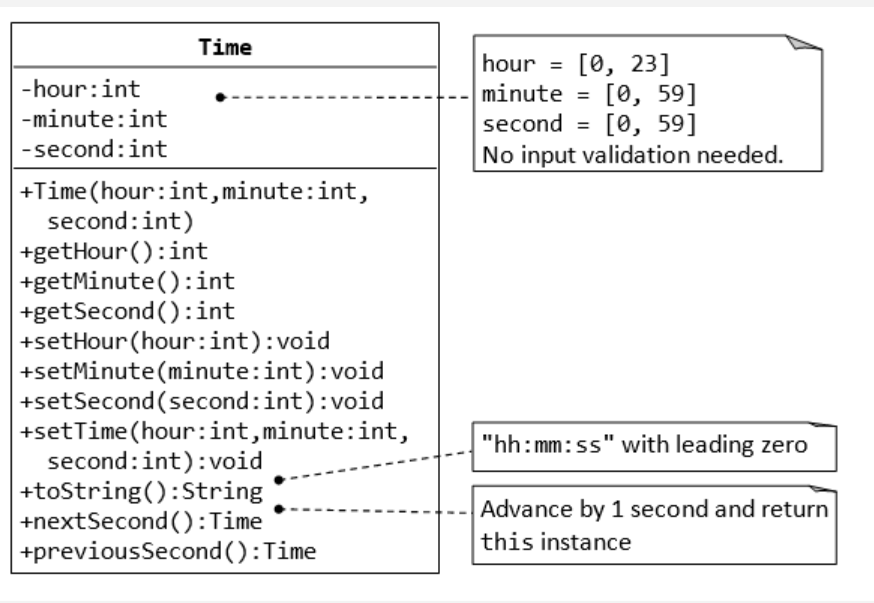 Time
-hour:int
-minute:int
-second:int
hour = [0, 23]
minute = [0, 59]
second = [0, 59]
No input validation needed.
+Time(hour:int,minute:int,
second:int)
+getHour():int
+getMinute():int
+getSecond():int
+setHour(hour:int):void
+setMinute(minute:int):void
+setSecond(second:int):void
+setTime(hour:int,minute:int,
second:int):void
+toString():String
+nextSecond():Time
+previousSecond():Time
"hh:mm:ss" with leading zero
Advance by 1 second and return
this instance